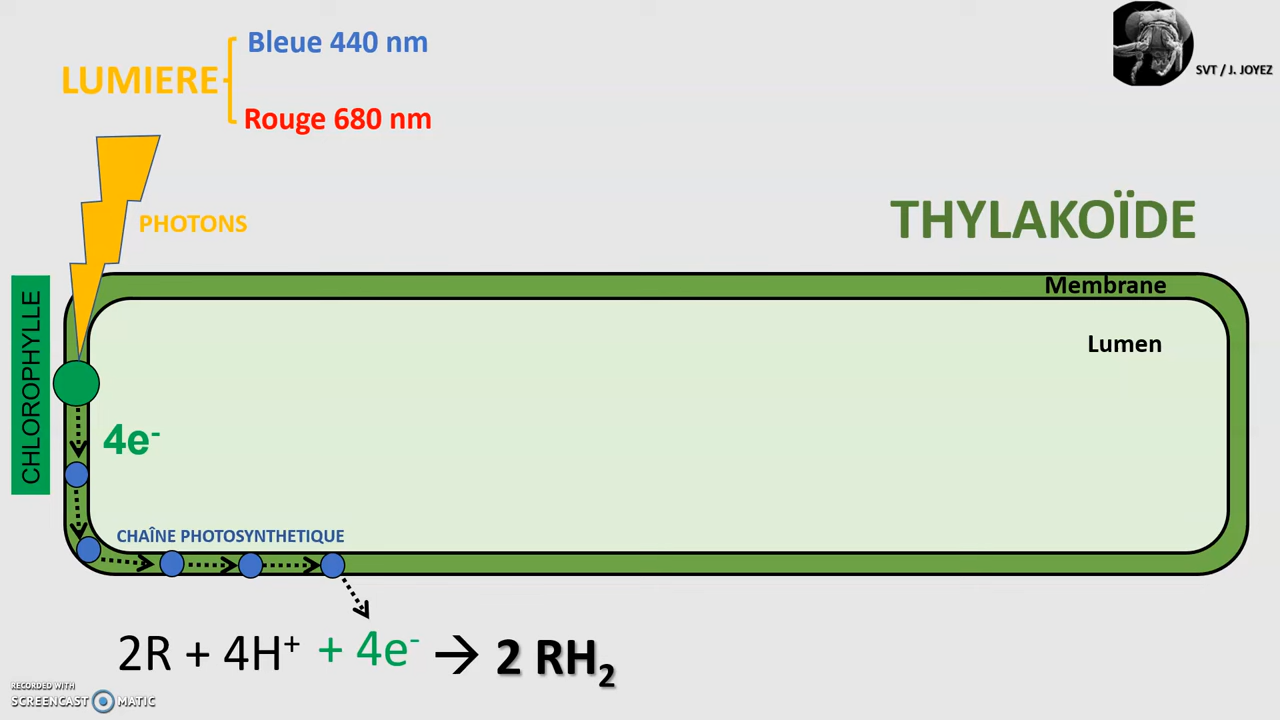 Bleue 440 nm
LUMIERE
Rouge 680 nm
SVT / J. JOYEZ
PHOTONS
THYLAKOÏDE
Membrane
Lumen
CHLOROPHYLLE
4e⁻
CHAÎNE PHOTOSYNTHETIQUE
2R + 4H⁺ + 4e⁻ → 2 RH₂
RECORDED WITH
SCREENCAST MATIC